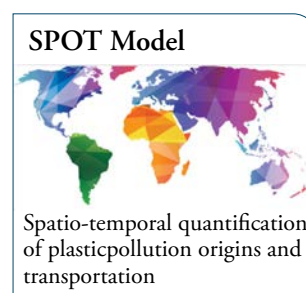 SPOT Model
Spatio-temporal quantification
of plasticpollution origins and
transportation